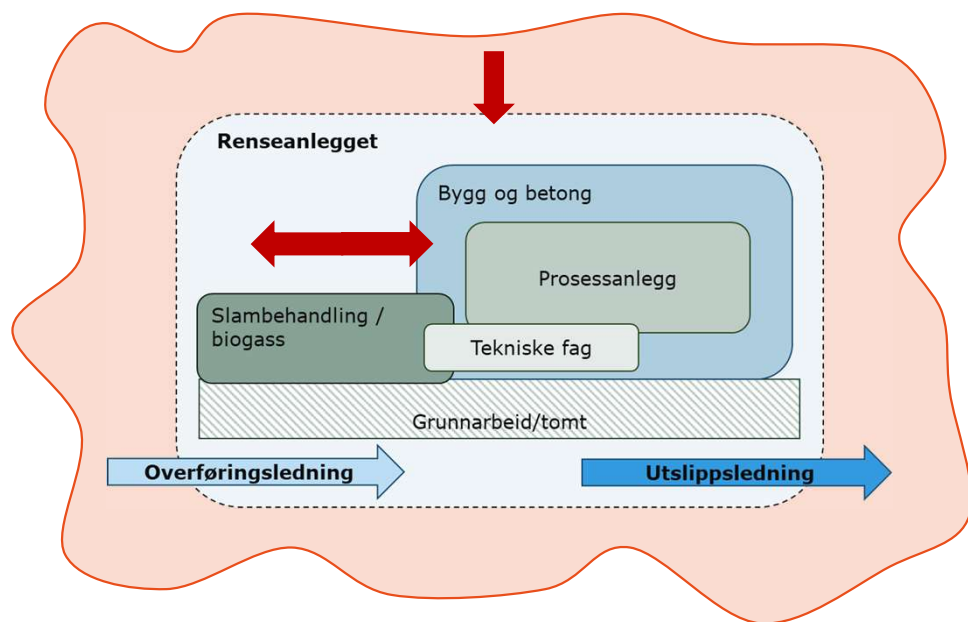 Renseanlegget
Bygg og betong
Prosessanlegg
Slambehandling /
biogass
Tekniske fag
Grunnarbeid/tomt
Overføringsledning
Utslippsledning